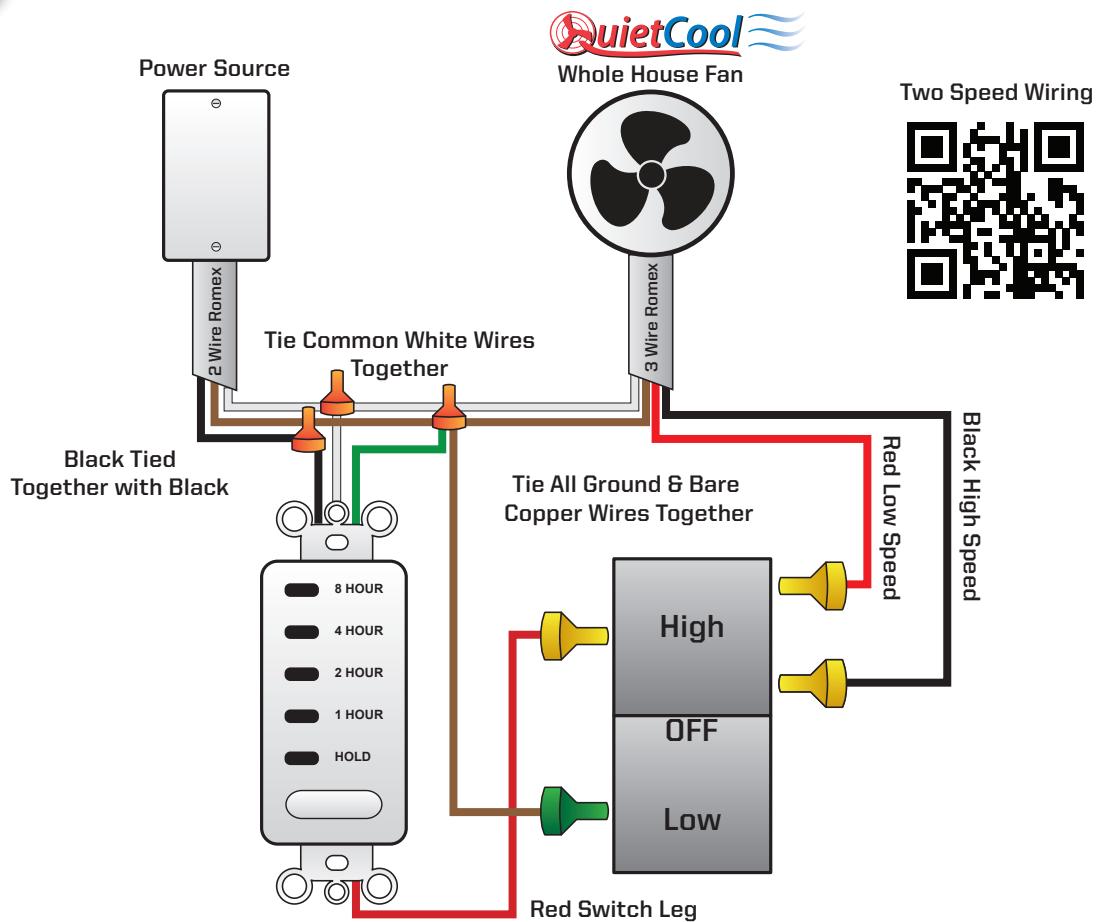 QuietCool
Power Source
Whole House Fan
Two Speed Wiring
2 Wire Romex
3 Wire Romex
Tie Common White Wires
Together
Black Tied
Together with Black
Tie All Ground & Bare
Copper Wires Together
Red Low Speed
Black High Speed
8 HOUR
4 HOUR
2 HOUR
1 HOUR
HOLD
High
OFF
Low
Red Switch Leg